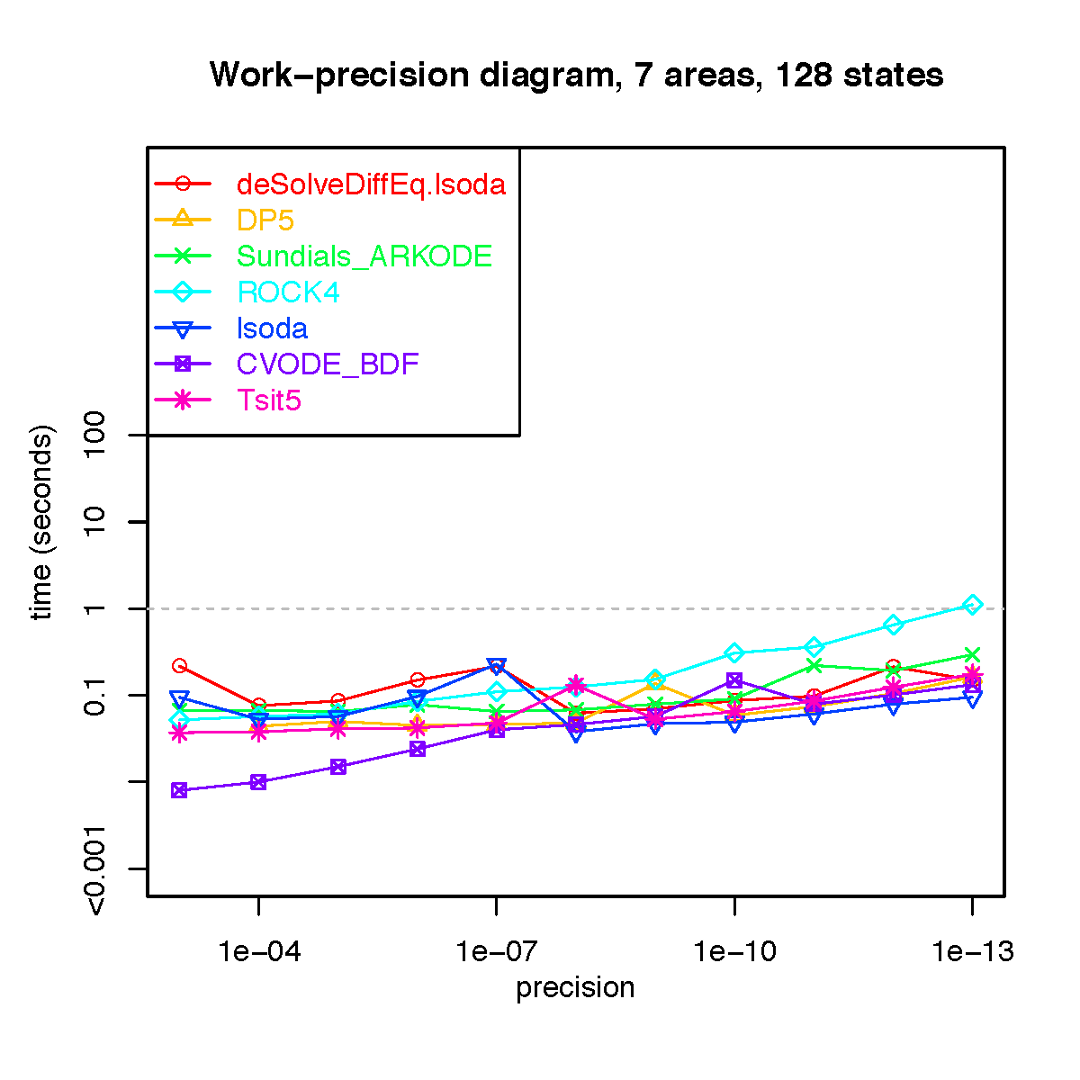 Work-precision diagram, 7 areas, 128 states
deSolveDiffEq.lsoda
DP5
Sundials_ARKODE
ROCK4
lsoda
CVODE_BDF
Tsit5
time (seconds)
100
10
1
0.1
<0.001
1e-04
1e-07
1e-10
1e-13
precision